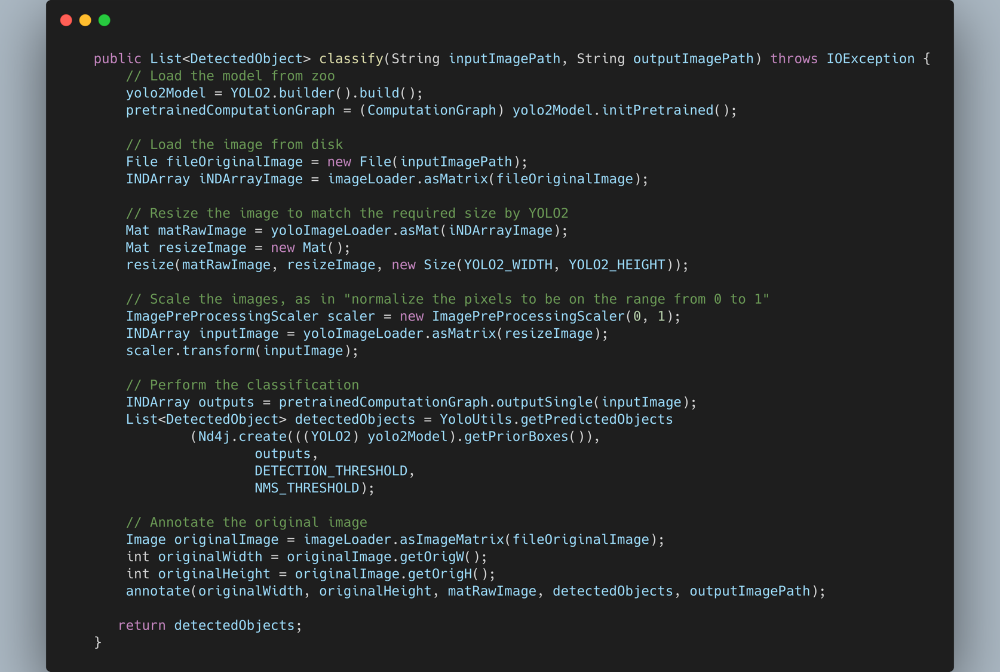 public List<DetectedObject> classify(String inputImagePath, String outputImagePath) throws IOException {
    // Load the model from zoo
    yolo2Model = YOLO2.builder().build();
    pretrainedComputationGraph = (ComputationGraph) yolo2Model.initPretrained();

    // Load the image from disk
    File fileOriginalImage = new File(inputImagePath);
    INDArray iNDArrayImage = imageLoader.asMatrix(fileOriginalImage);

    // Resize the image to match the required size by YOLO2
    Mat matRawImage = yoloImageLoader.asMat(iNDArrayImage);
    Mat resizeImage = new Mat();
    resize(matRawImage, resizeImage, new Size(YOLO2_WIDTH, YOLO2_HEIGHT));

    // Scale the images, as in "normalize the pixels to be on the range from 0 to 1"
    ImagePreProcessingScaler scaler = new ImagePreProcessingScaler(0, 1);
    INDArray inputImage = yoloImageLoader.asMatrix(resizeImage);
    scaler.transform(inputImage);

    // Perform the classification
    INDArray outputs = pretrainedComputationGraph.outputSingle(inputImage);
    List<DetectedObject> detectedObjects = YoloUtils.getPredictedObjects
            (Nd4j.create(((YOLO2) yolo2Model).getPriorBoxes()),
                    outputs,
                    DETECTION_THRESHOLD,
                    NMS_THRESHOLD);

    // Annotate the original image
    Image originalImage = imageLoader.asImageMatrix(fileOriginalImage);
    int originalWidth = originalImage.getOrigW();
    int originalHeight = originalImage.getOrigH();
    annotate(originalWidth, originalHeight, matRawImage, detectedObjects, outputImagePath);

   return detectedObjects;
}